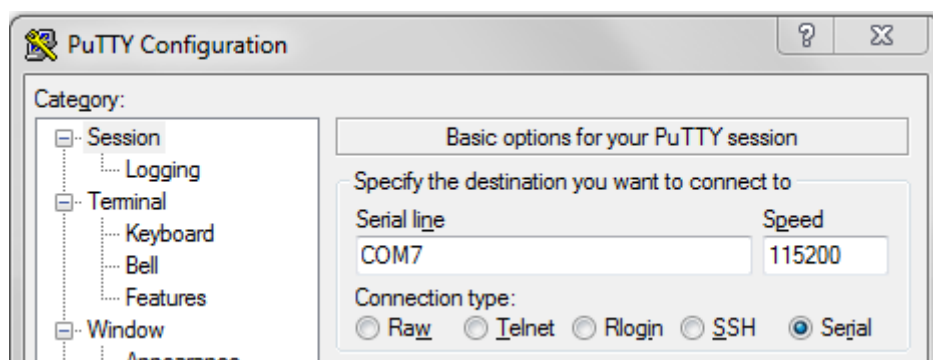 PuTTY Configuration
Category:
Session
Logging
Terminal
Keyboard
Bell
Features
Window
Appearance
Basic options for your PuTTY session
Specify the destination you want to connect to
Serial line Speed
COM7 115200
Connection type:
Raw Telnet Rlogin SSH Serial